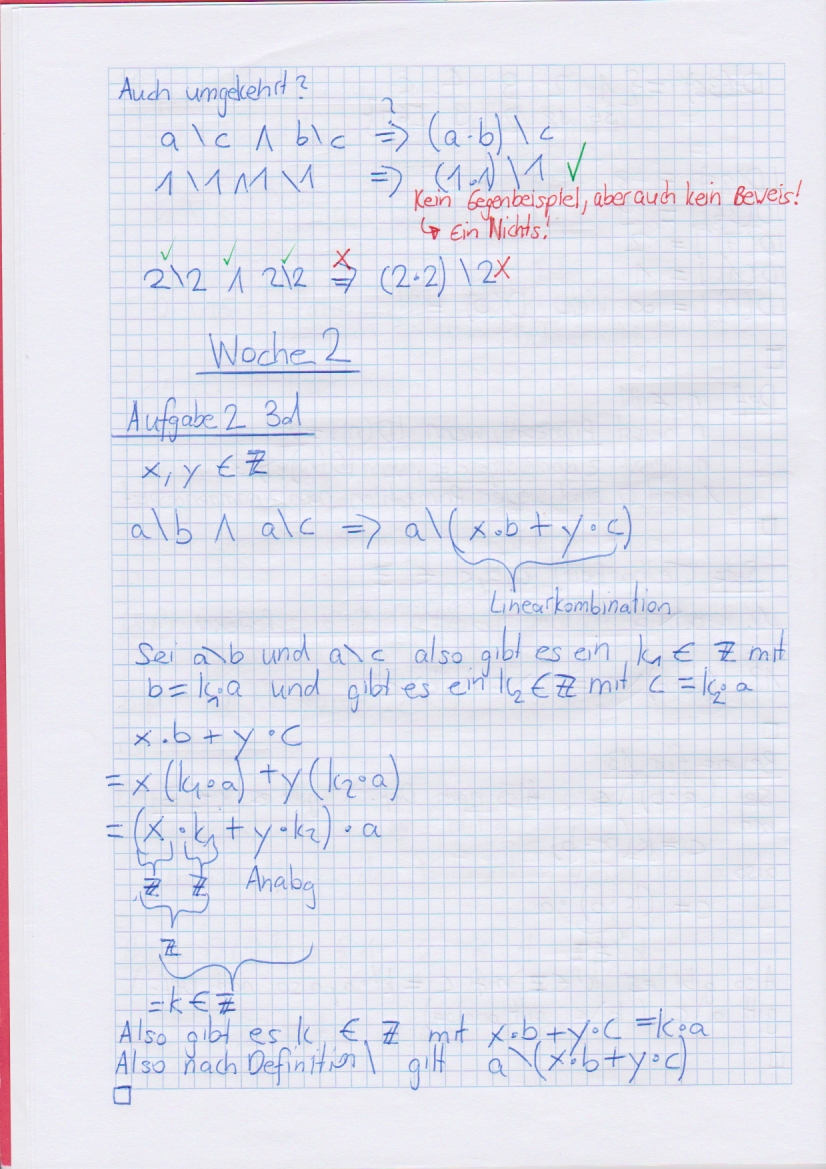 Auch umgekehrt?
a \ c ∧ b \ c ?⇒ (a·b) \ c
1 \ 1 ∧ 1 \ 1 ⇒ (1·1) \ 1 ✓
Kein Gegenbeispiel, aber auch kein Beweis!
↳ Ein Nichts!
✓ ✓ ✓ X
2 \ 2 ∧ 2 \ 2 ⇒ (2·2) \ 2 X
Woche 2
Aufgabe 2 3d
x, y ∈ ℤ
a \ b ∧ a \ c ⇒ a \ (x·b + y·c)
Linearkombination
Sei a \ b und a \ c also gibt es ein k₁ ∈ ℤ mit
b = k₁·a und gibt es ein k₂ ∈ ℤ mit c = k₂·a
x·b + y·c
= x (k₁·a) + y (k₂·a)
= (x·k₁ + y·k₂)·a
ℤ ℤ Analog
ℤ
= k ∈ ℤ
Also gibt es k ∈ ℤ mit x·b + y·c = k·a
Also nach Definition \ gilt a \ (x·b + y·c)
□